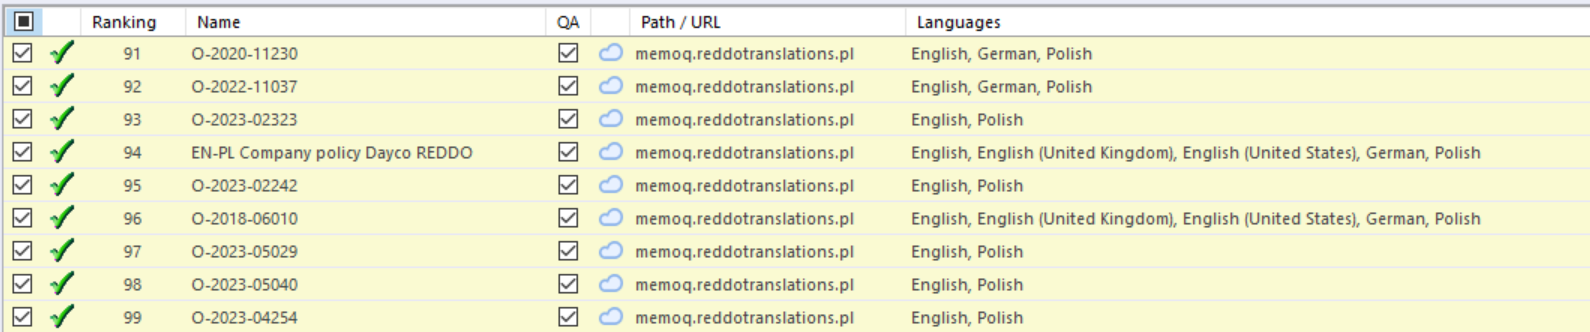 Ranking Name QA Path / URL Languages
91 O-2020-11230 memoq.reddotranslations.pl English, German, Polish
92 O-2022-11037 memoq.reddotranslations.pl English, German, Polish
93 O-2023-02323 memoq.reddotranslations.pl English, Polish
94 EN-PL Company policy Dayco REDDO memoq.reddotranslations.pl English, English (United Kingdom), English (United States), German, Polish
95 O-2023-02242 memoq.reddotranslations.pl English, Polish
96 O-2018-06010 memoq.reddotranslations.pl English, English (United Kingdom), English (United States), German, Polish
97 O-2023-05029 memoq.reddotranslations.pl English, Polish
98 O-2023-05040 memoq.reddotranslations.pl English, Polish
99 O-2023-04254 memoq.reddotranslations.pl English, Polish